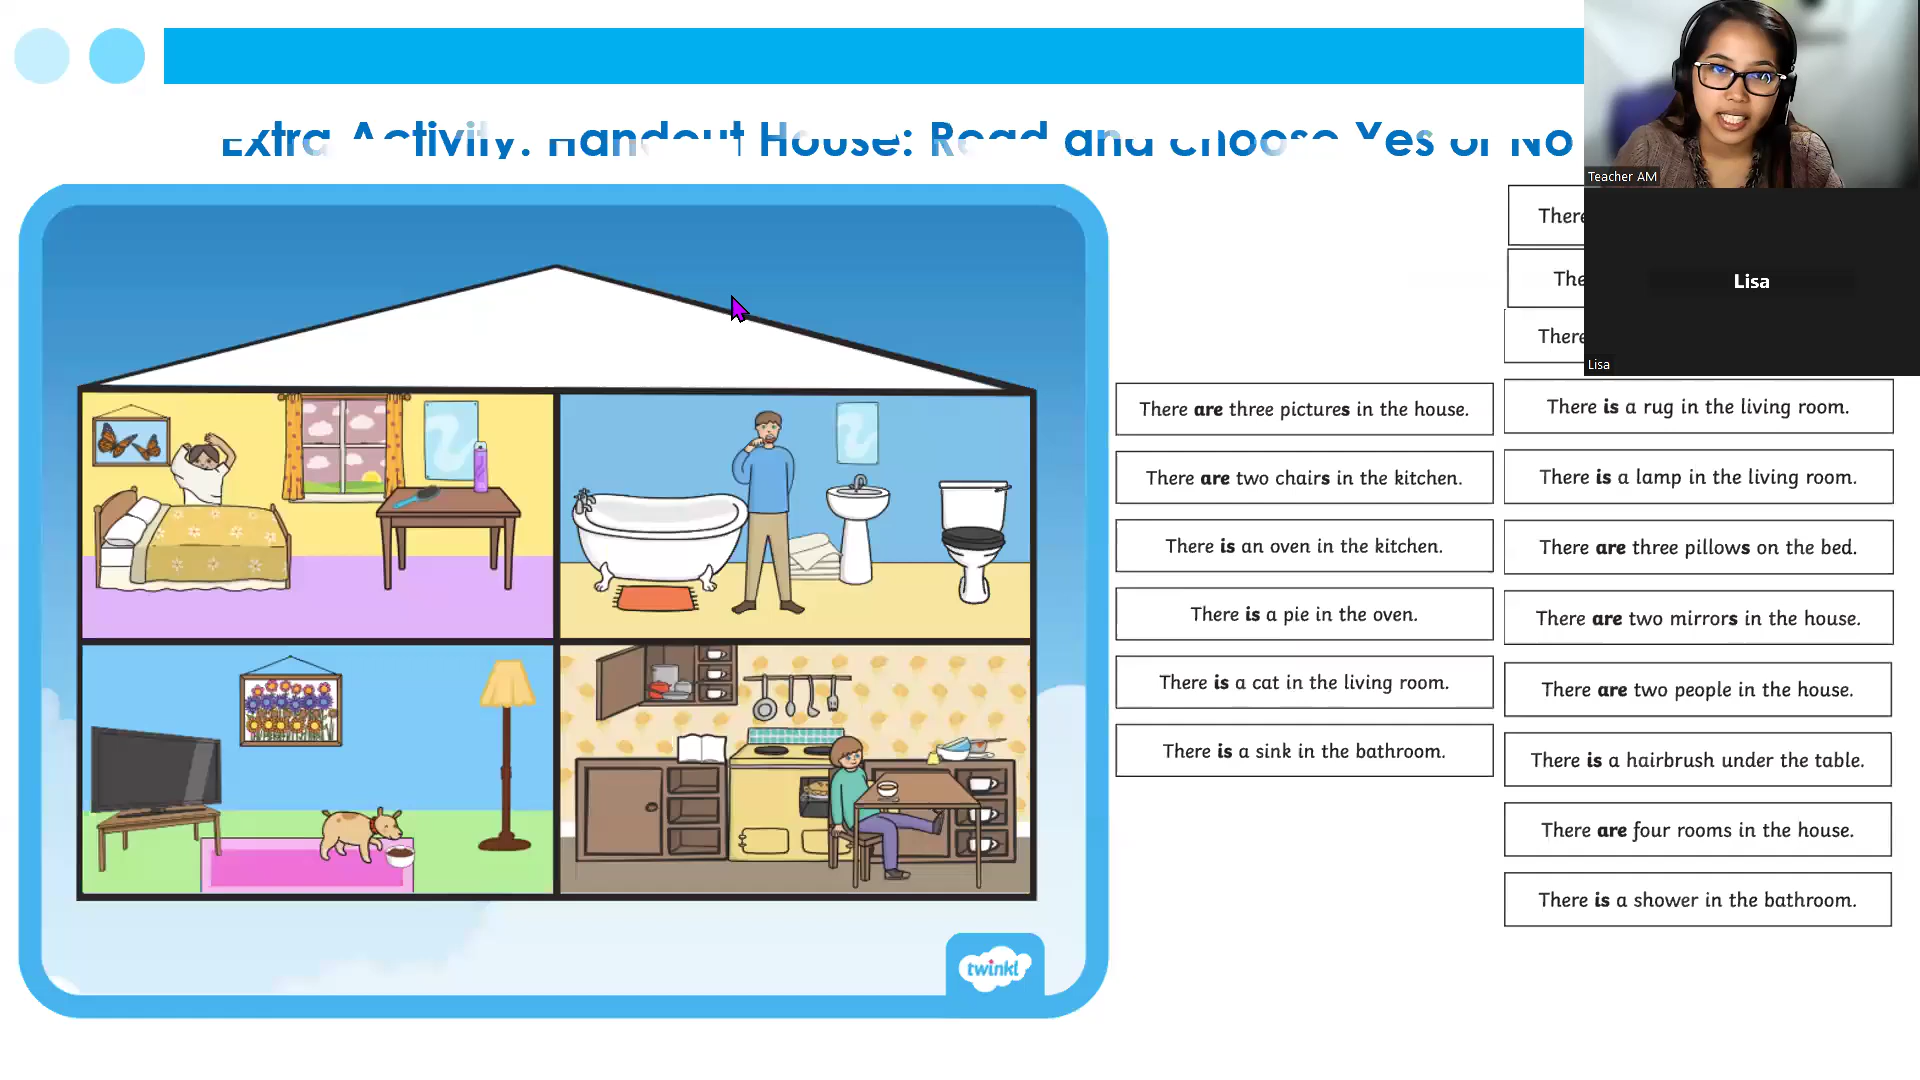 Extra Activity: Handout House: Read and choose Yes or No
Teacher AM
Lisa
Lisa
There are three pictures in the house.
There are two chairs in the kitchen.
There is an oven in the kitchen.
There is a pie in the oven.
There is a cat in the living room.
There is a sink in the bathroom.
There
The
There
There is a rug in the living room.
There is a lamp in the living room.
There are three pillows on the bed.
There are two mirrors in the house.
There are two people in the house.
There is a hairbrush under the table.
There are four rooms in the house.
There is a shower in the bathroom.
twinkl